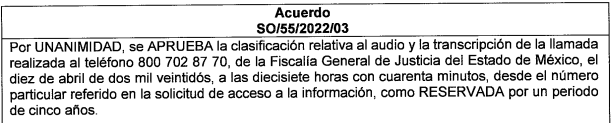 Acuerdo
SO/55/2022/03
Por UNANIMIDAD, se APRUEBA la clasificación relativa al audio y la transcripción de la llamada
realizada al teléfono 800 702 87 70, de la Fiscalía General de Justicia del Estado de México, el
diez de abril de dos mil veintidós, a las diecisiete horas con cuarenta minutos, desde el número
particular referido en la solicitud de acceso a la información, como RESERVADA por un periodo
de cinco años.